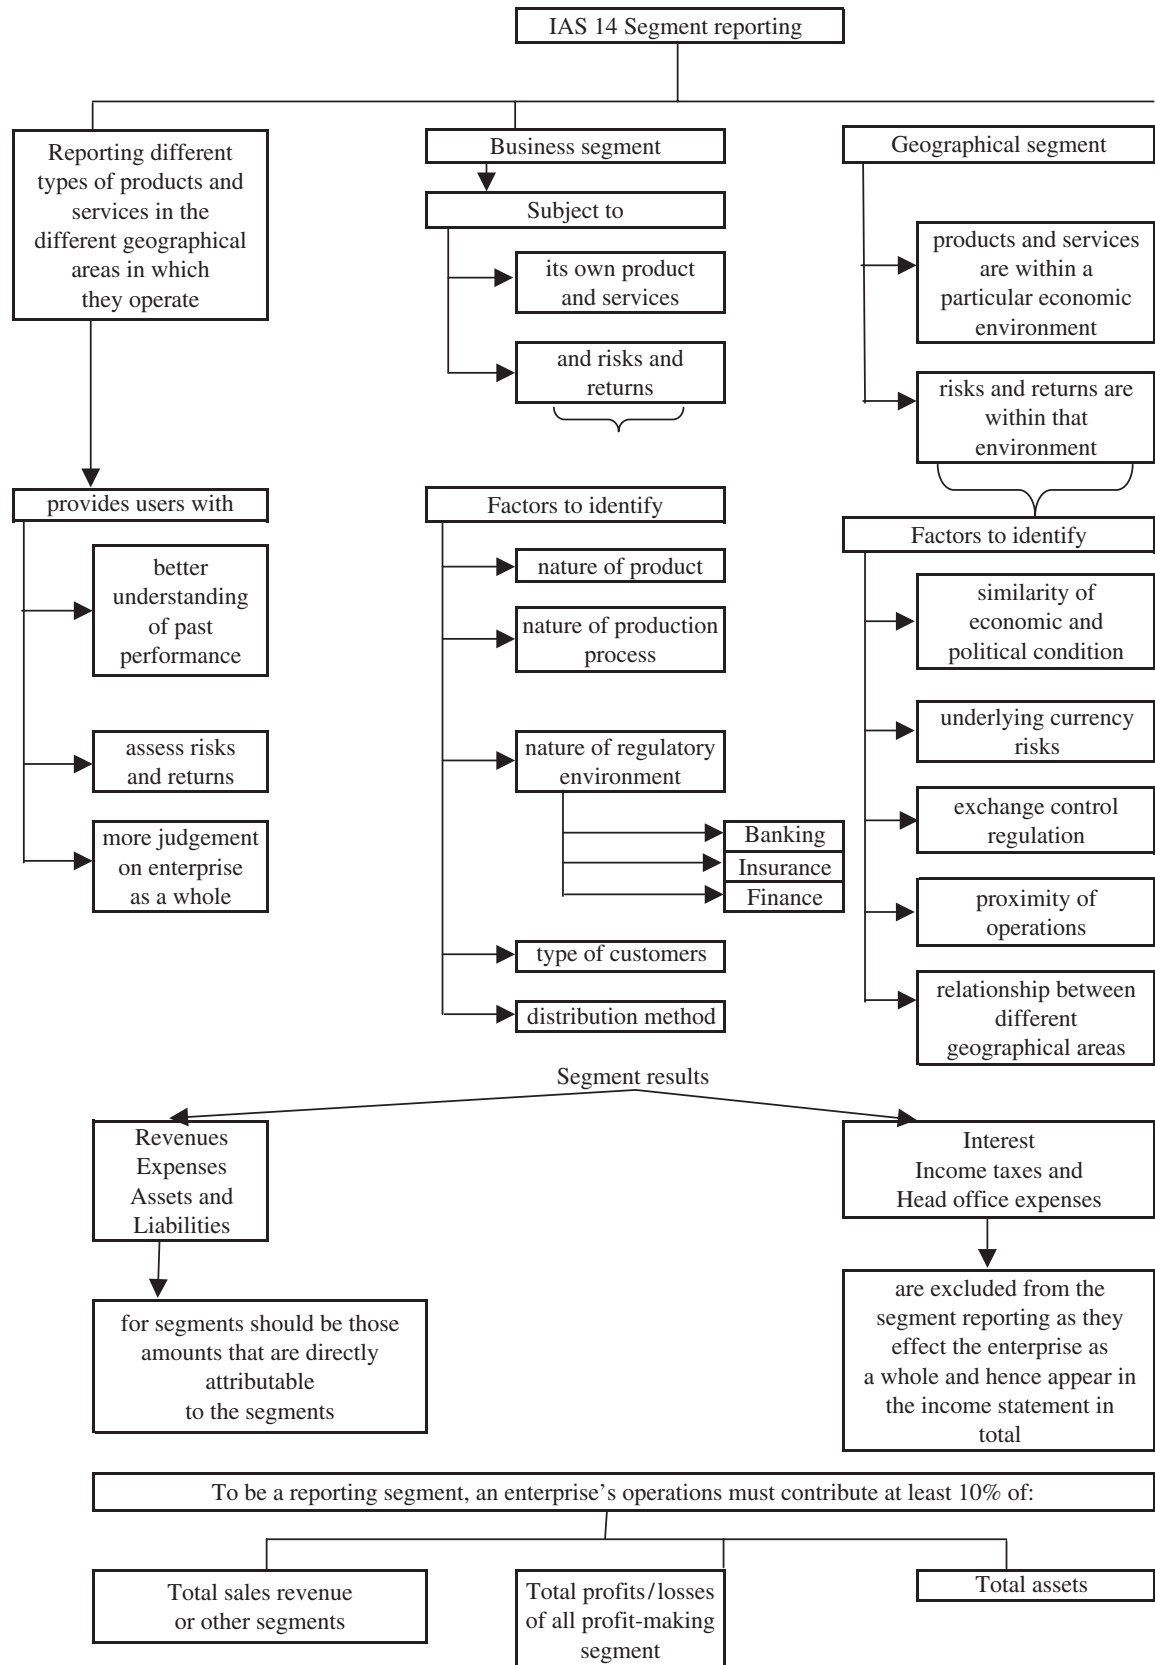 IAS 14 Segment reporting
Reporting different
types of products and
services in the
different geographical
areas in which
they operate
provides users with
better
understanding
of past
performance
assess risks
and returns
more judgement
on enterprise
as a whole
Business segment
Subject to
its own product
and services
and risks and
returns
Factors to identify
nature of product
nature of production
process
nature of regulatory
environment
Banking
Insurance
Finance
type of customers
distribution method
Geographical segment
products and services
are within a
particular economic
environment
risks and returns are
within that
environment
Factors to identify
similarity of
economic and
political condition
underlying currency
risks
exchange control
regulation
proximity of
operations
relationship between
different
geographical areas
Segment results
Revenues
Expenses
Assets and
Liabilities
for segments should be those
amounts that are directly
attributable
to the segments
Interest
Income taxes and
Head office expenses
are excluded from the
segment reporting as they
effect the enterprise as
a whole and hence appear in
the income statement in
total
To be a reporting segment, an enterprise's operations must contribute at least 10% of:
Total sales revenue
or other segments
Total profits/losses
of all profit-making
segment
Total assets